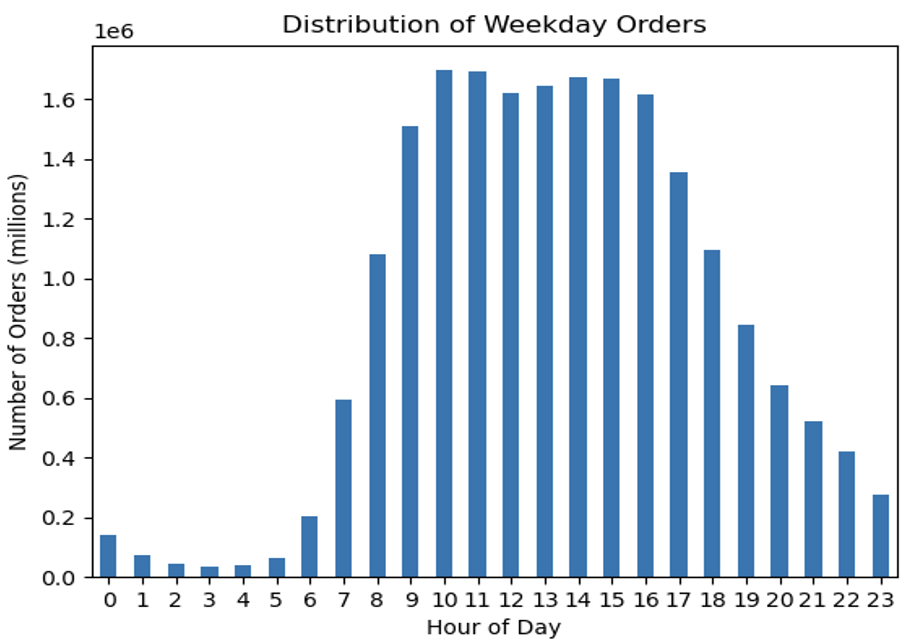 Distribution of Weekday Orders
1e6
Number of Orders (millions)
1.6
1.4
1.2
1.0
0.8
0.6
0.4
0.2
0.0
0 1 2 3 4 5 6 7 8 9 10 11 12 13 14 15 16 17 18 19 20 21 22 23
Hour of Day